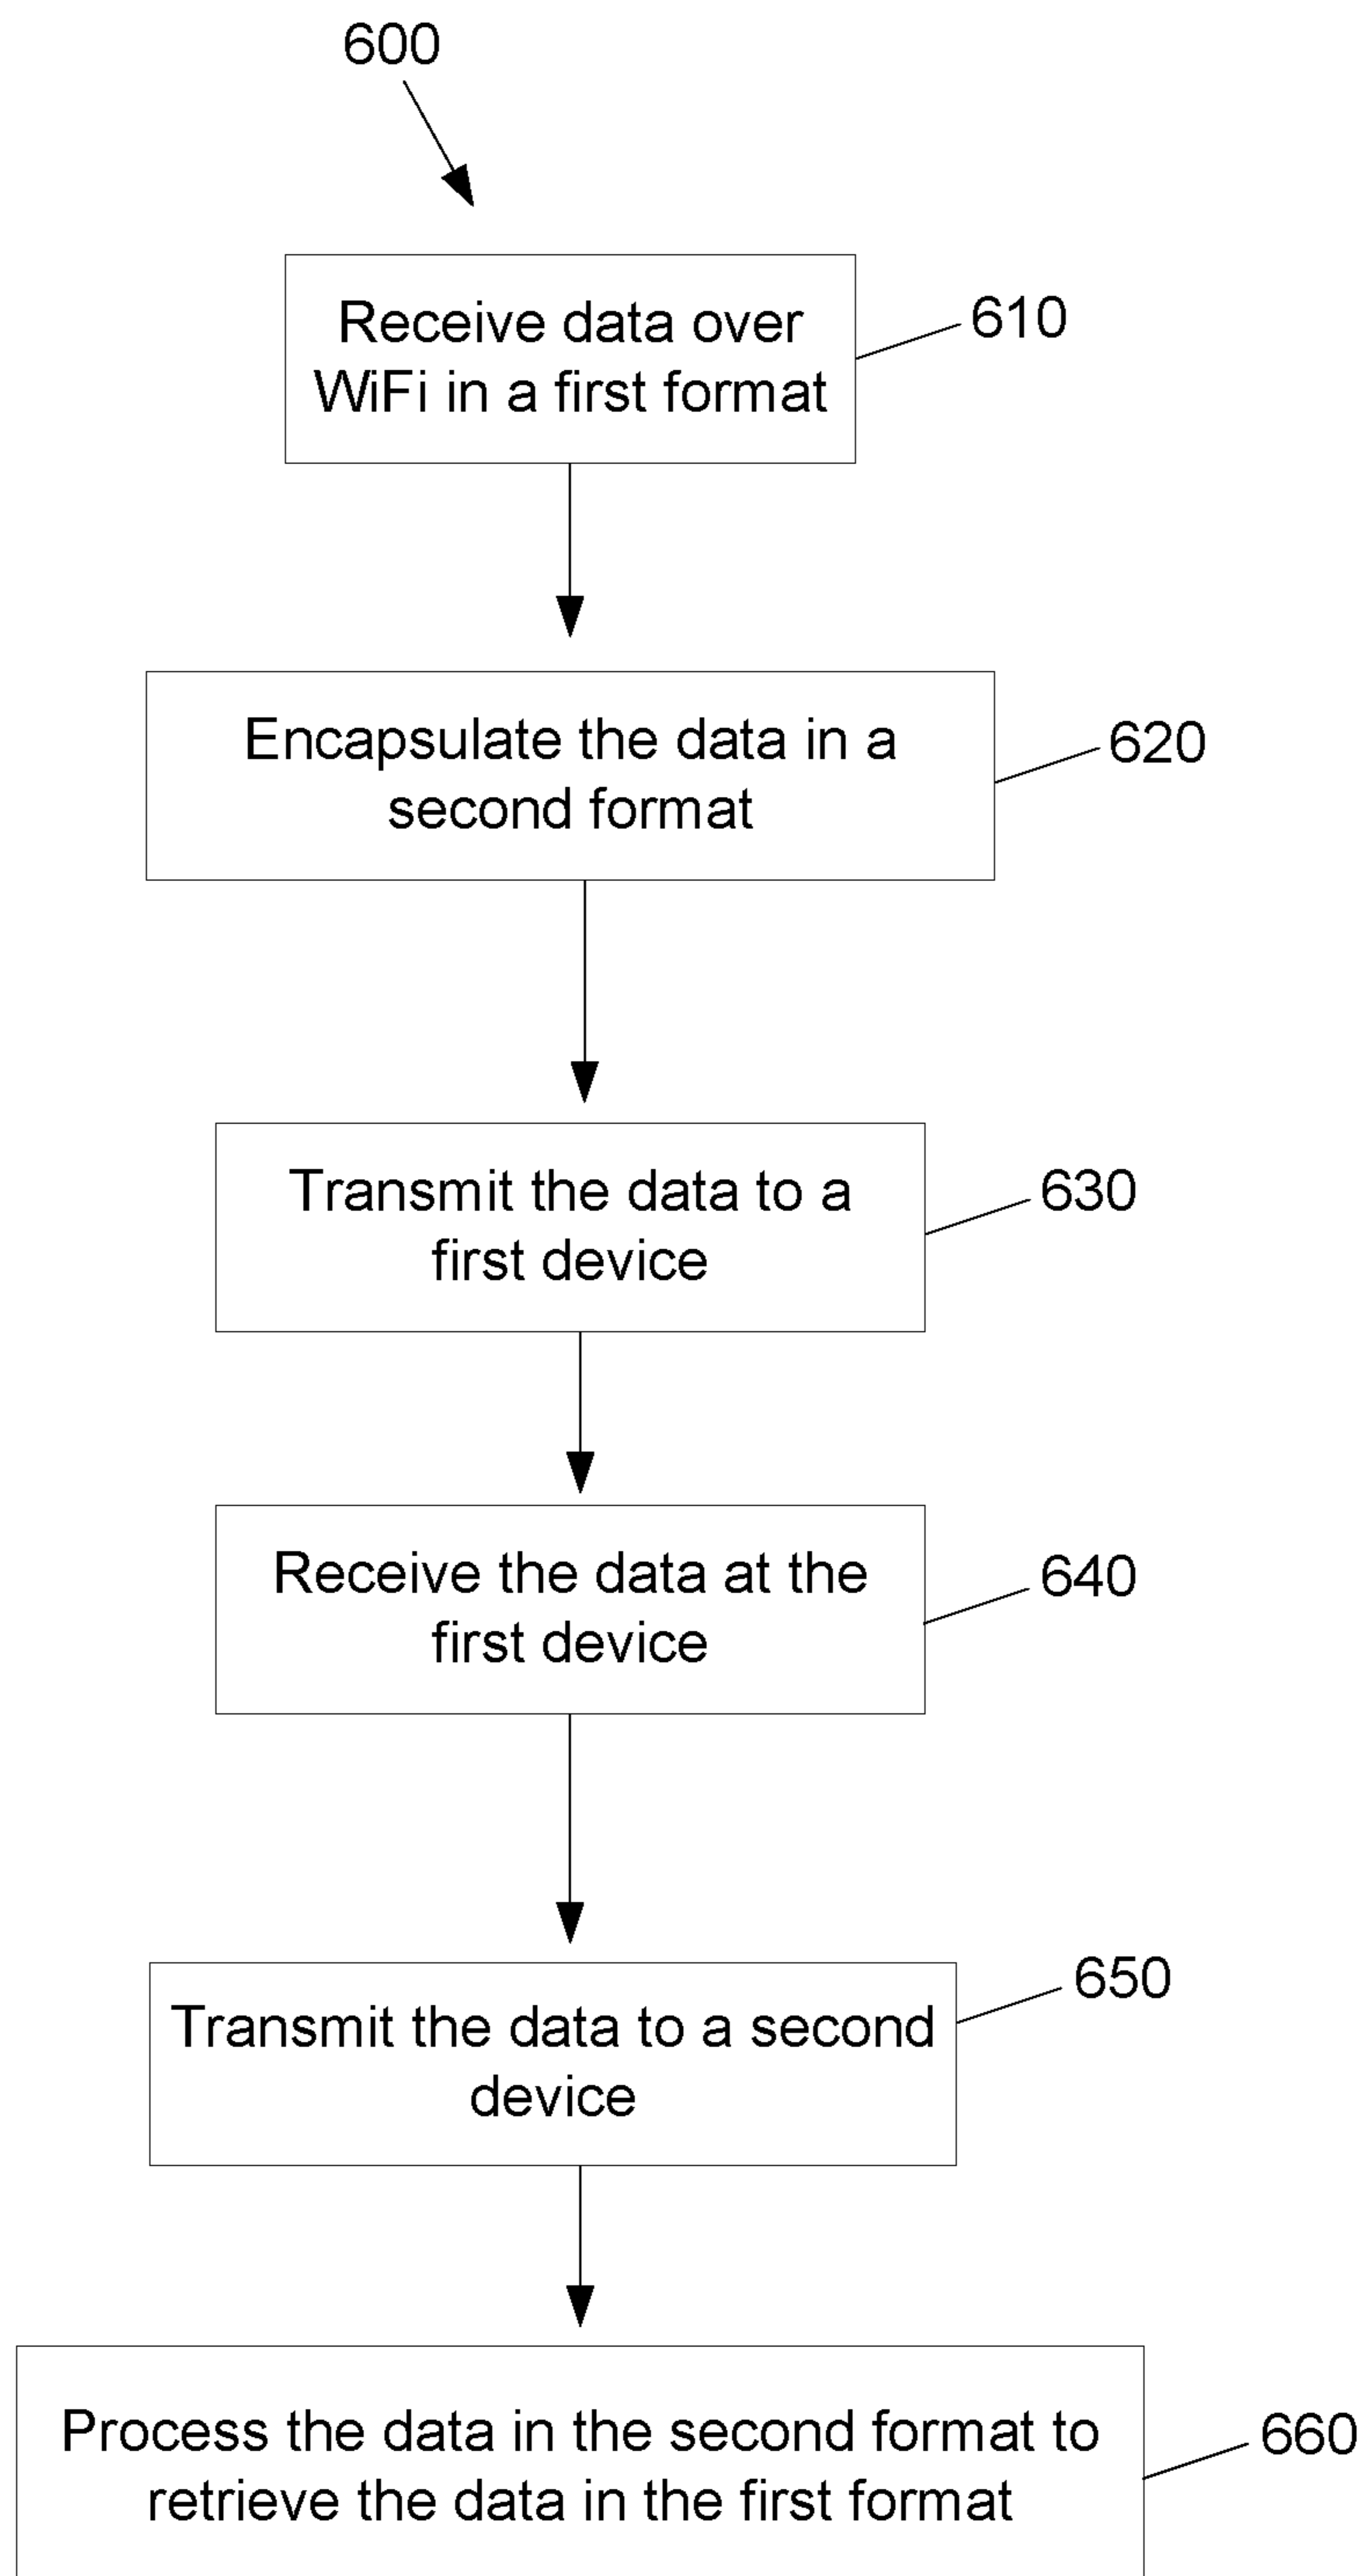 600
Receive data over
WiFi in a first format
610
Encapsulate the data in a
second format
620
Transmit the data to a
first device
630
Receive the data at the
first device
640
Transmit the data to a second
device
650
Process the data in the second format to
retrieve the data in the first format
660